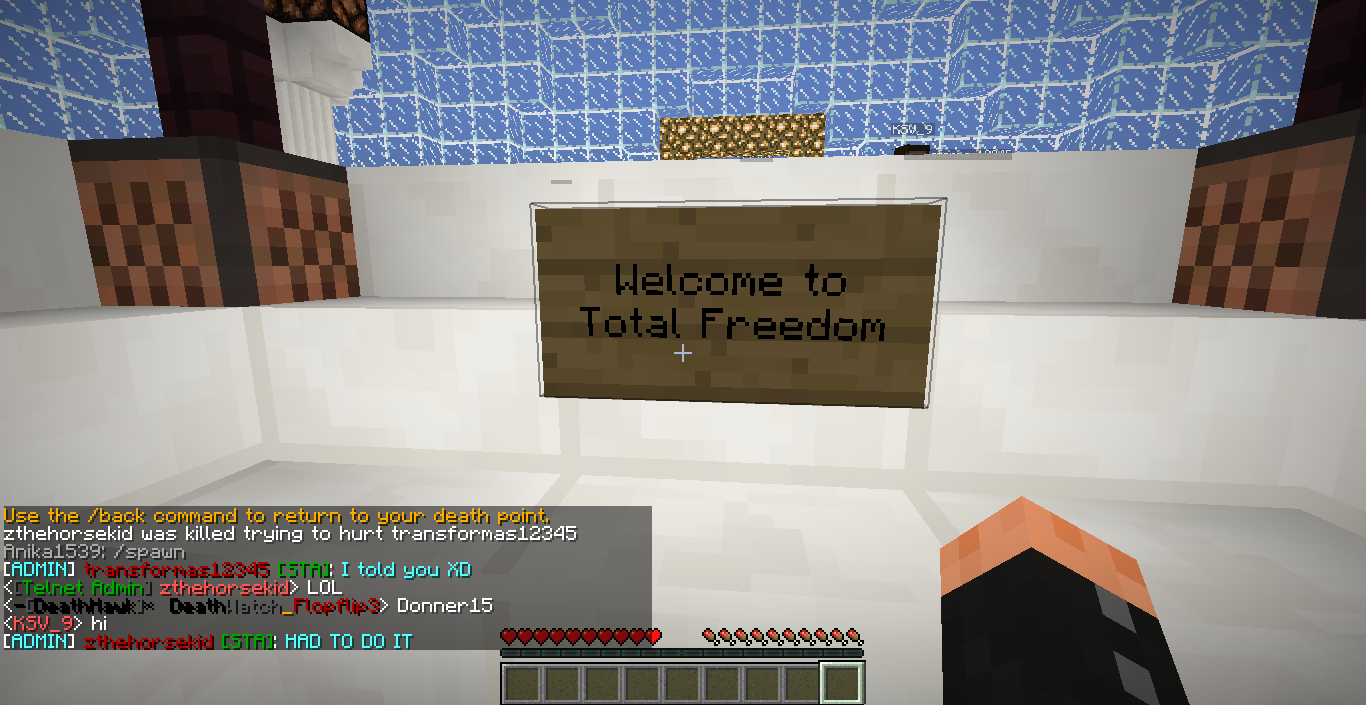 KSV_9
Welcome to
Total Freedom
Use the /back command to return to your death point.
zthehorsekid was killed trying to hurt transformas12345
Anika1539: /spawn
[ADMIN] transformas12345 [STA]: I told you XD
<[Telnet Admin] zthehorsekid> LOL
Flopflip3> Donner15
<KSV_9> hi
[ADMIN] zthehorsekid [STA]: HAD TO DO IT